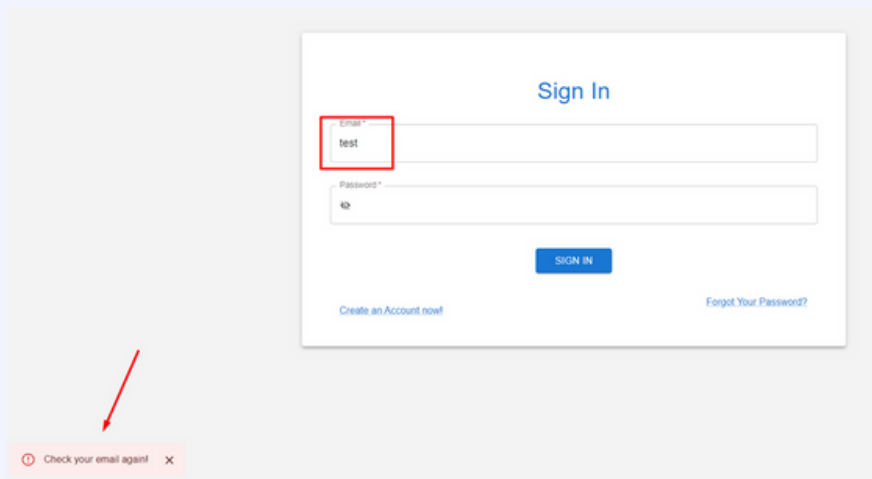 Sign In
Email *
test
Password *
SIGN IN
Create an Account now!
Forgot Your Password?
Check your email again!